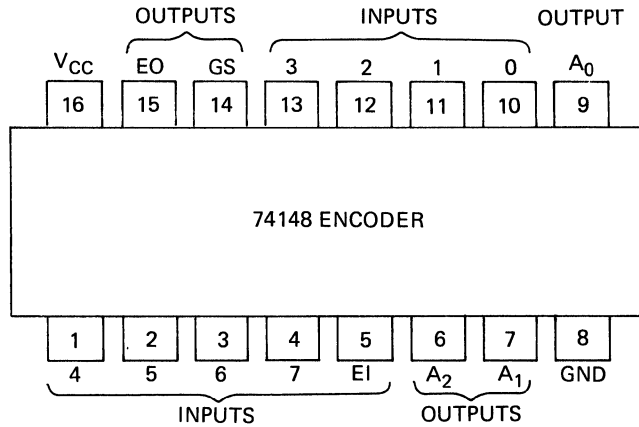 OUTPUTS INPUTS OUTPUT
VCC EO GS 3 2 1 0 A0
16 15 14 13 12 11 10 9
74148 ENCODER
1 2 3 4 5 6 7 8
4 5 6 7 EI A2 A1 GND
INPUTS OUTPUTS